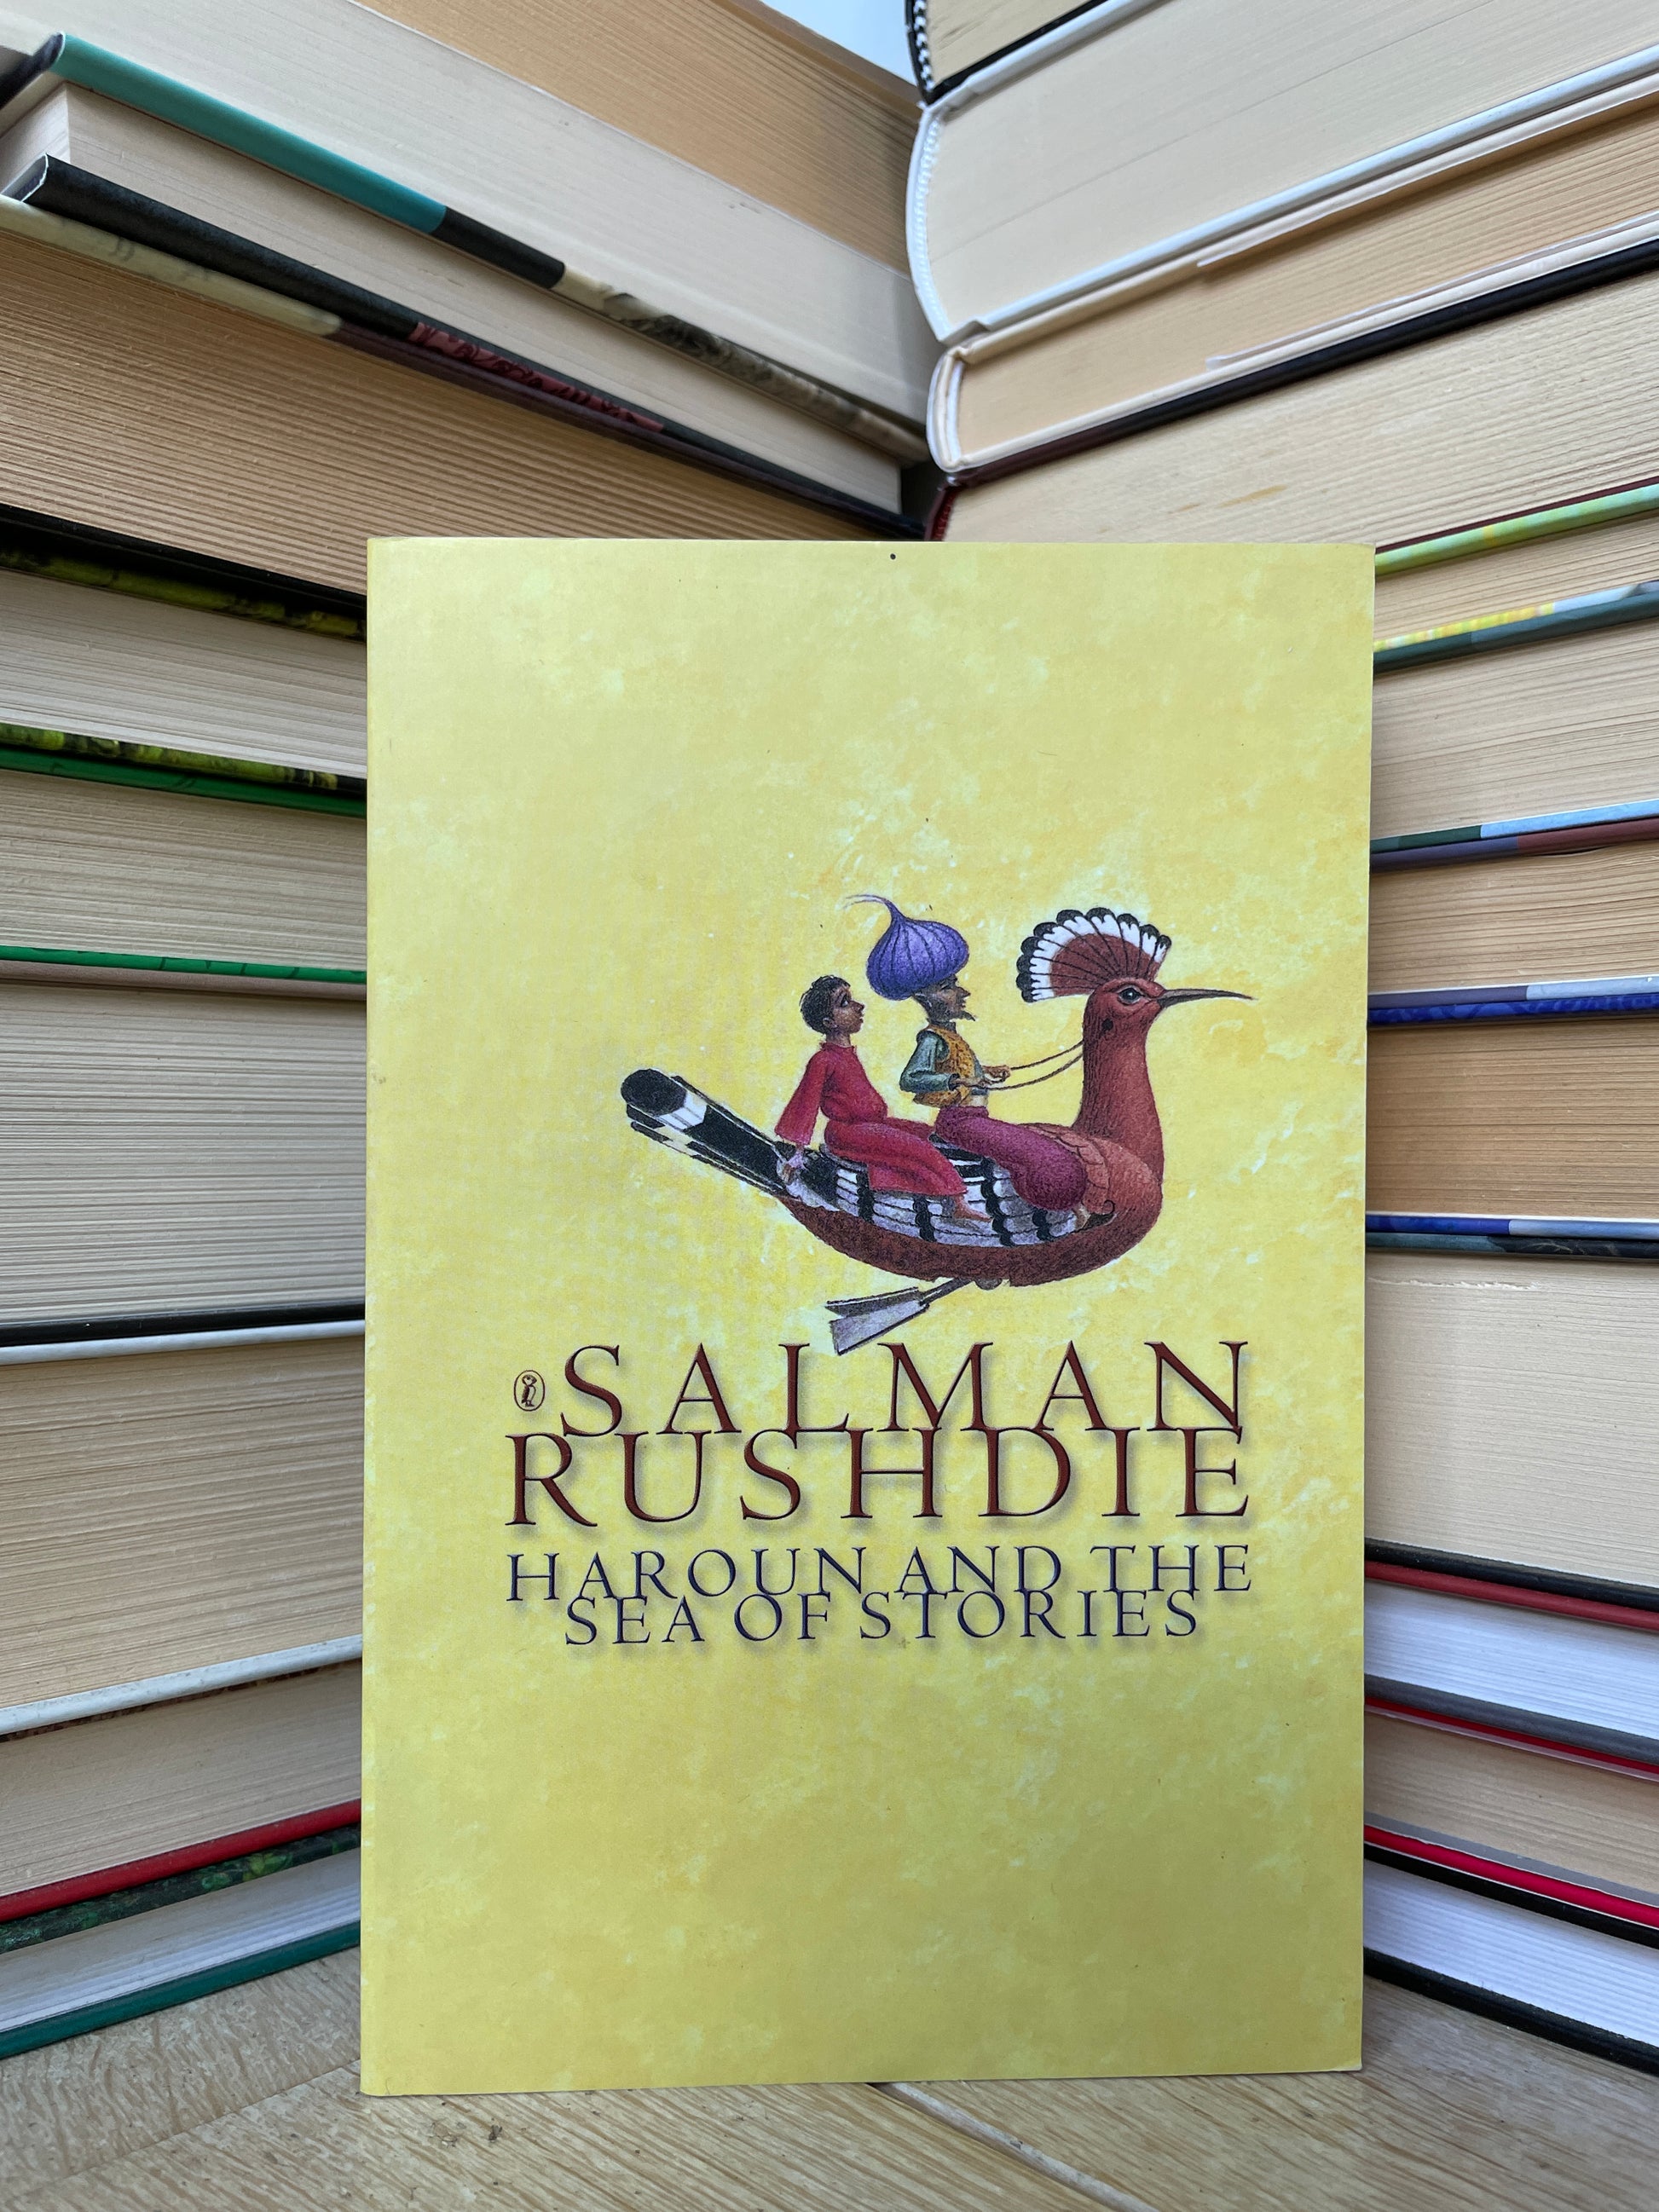 SALMAN
RUSHDIE
HAROUN AND THE
SEA OF STORIES